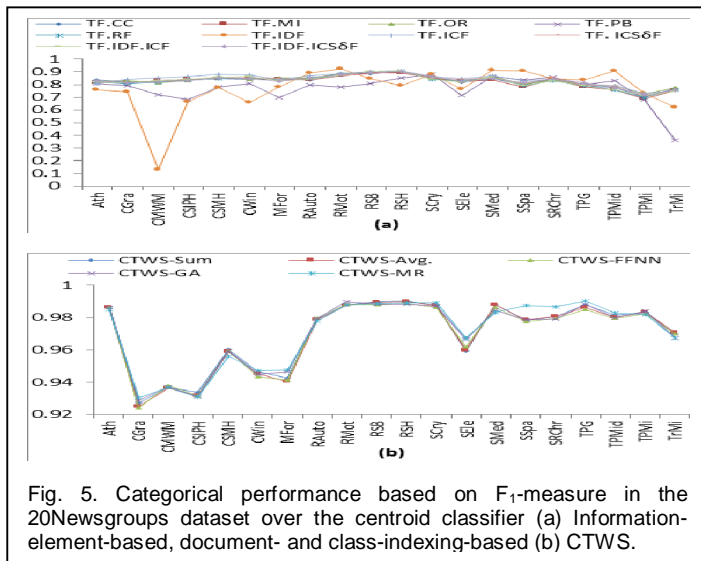 TF.CC TF.MI TF.OR TF.PB
TF.RF TF.IDF TF.ICF TF. ICSδF
TF.IDF.ICF TF.IDF.ICSδF
1
0.9
0.8
0.7
0.6
0.5
0.4
0.3
0.2
0.1
0
Ath CGra CMWM CSIPH CSMH CWin MFor RAuto RMot RSB RSH SCry SEle SMed SSpa SRChr TPG TPMid TPMi TrMi
(a)
CTWS-Sum CTWS-Avg. CTWS-FFNN
CTWS-GA CTWS-MR
1
0.98
0.96
0.94
0.92
Ath CGra CMWM CSIPH CSMH CWin MFor RAuto RMot RSB RSH SCry SEle SMed SSpa SRChr TPG TPMid TPMi TrMi
(b)
Fig. 5. Categorical performance based on F₁-measure in the
20Newsgroups dataset over the centroid classifier (a) Information-
element-based, document- and class-indexing-based (b) CTWS.